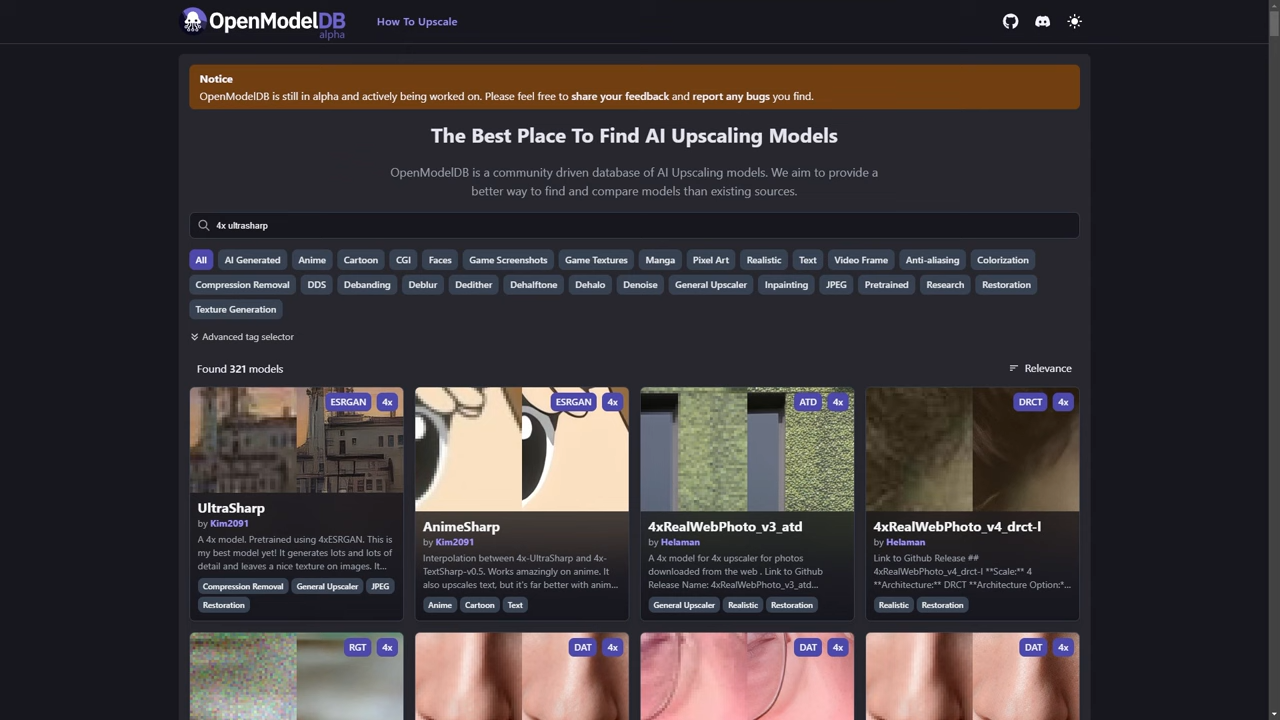 OpenModelDB
alpha
How To Upscale
Notice
OpenModelDB is still in alpha and actively being worked on. Please feel free to share your feedback and report any bugs you find.
The Best Place To Find AI Upscaling Models
OpenModelDB is a community driven database of AI Upscaling models. We aim to provide a
better way to find and compare models than existing sources.
4x ultrasharp
All AI Generated Anime Cartoon CGI Faces Game Screenshots Game Textures Manga Pixel Art Realistic Text Video Frame Anti-aliasing Colorization
Compression Removal DDS Debanding Deblur Dedither Dehalftone Dehalo Denoise General Upscaler Inpainting JPEG Pretrained Research Restoration
Texture Generation
Advanced tag selector
Found 321 models
Relevance
ESRGAN 4x
UltraSharp
by Kim2091
A 4x model. Pretrained using 4xESRGAN. This is
my best model yet! It generates lots and lots of
detail and leaves a nice texture on images. It…
Compression Removal General Upscaler JPEG
Restoration
ESRGAN 4x
AnimeSharp
by Kim2091
Interpolation between 4x-UltraSharp and 4x-
TextSharp-v0.5. Works amazingly on anime. It
also upscales text, but it's far better with anim…
Anime Cartoon Text
ATD 4x
4xRealWebPhoto_v3_atd
by Helaman
A 4x model for 4x upscaler for photos
downloaded from the web . Link to Github
Release Name: 4xRealWebPhoto_v3_atd…
General Upscaler Realistic Restoration
DRCT 4x
4xRealWebPhoto_v4_drct-l
by Helaman
Link to Github Release ##
4xRealWebPhoto_v4_drct-l **Scale:** 4
**Architecture:** DRCT **Architecture Option:*…
Realistic Restoration
RGT 4x
DAT 4x
DAT 4x
DAT 4x